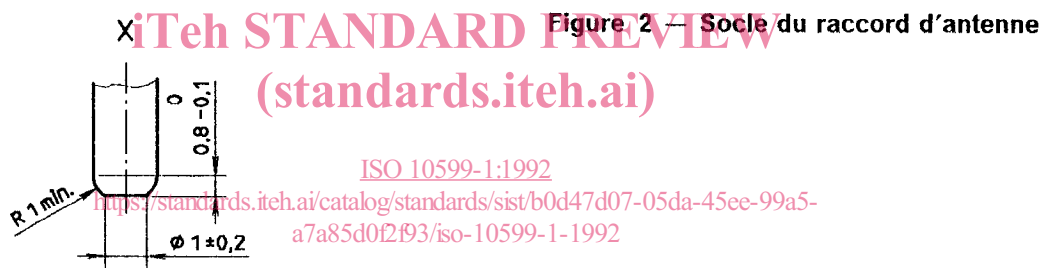 X
iTeh STANDARD PREVIEW
Figure 2 — Socle du raccord d'antenne
(standards.iteh.ai)
0
0,8 -0,1
ISO 10599-1:1992
R 1 min.
https://standards.iteh.ai/catalog/standards/sist/b0d47d07-05da-45ee-99a5-
a7a85d0f2f93/iso-10599-1-1992
Ø 1±0,2